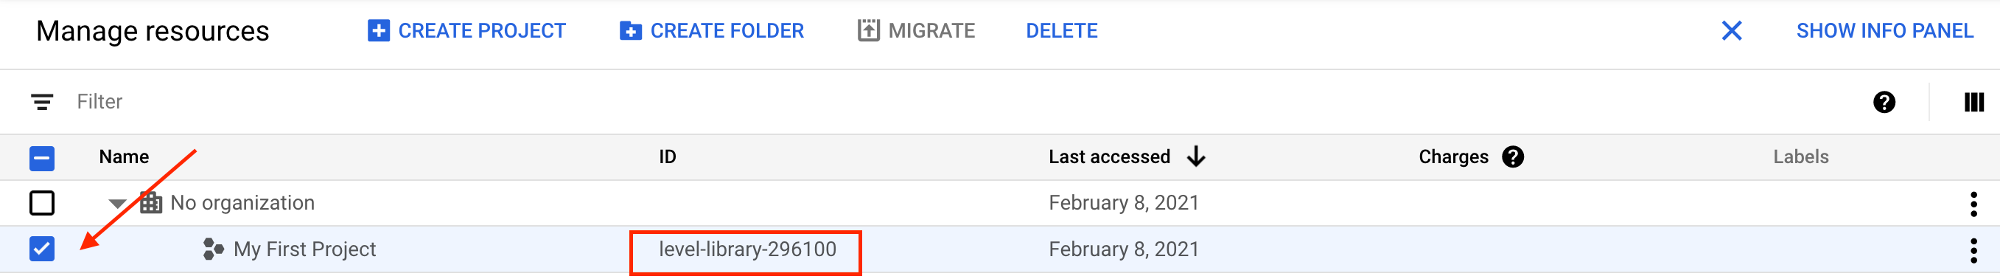 Manage resources CREATE PROJECT CREATE FOLDER MIGRATE DELETE SHOW INFO PANEL
Filter
Name ID Last accessed Charges Labels
No organization February 8, 2021
My First Project level-library-296100 February 8, 2021